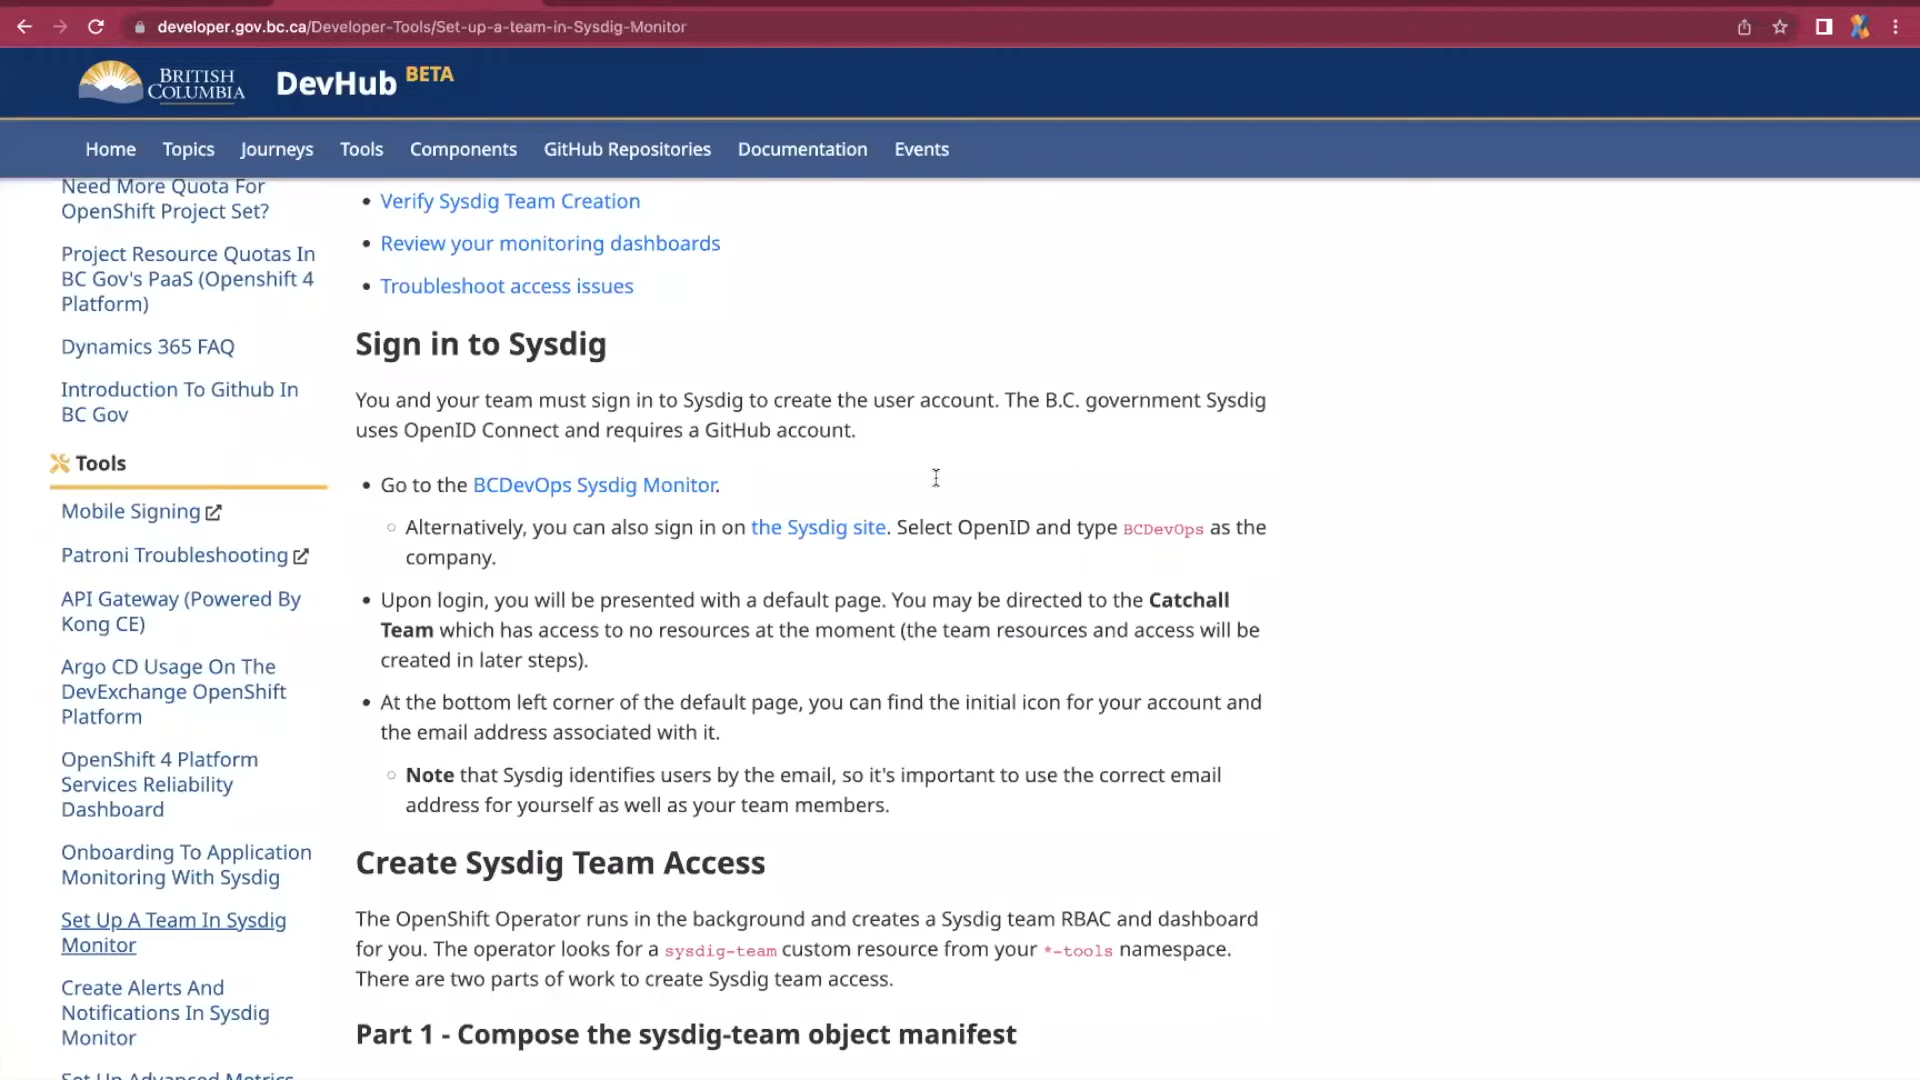 developer.gov.bc.ca/Developer-Tools/Set-up-a-team-in-Sysdig-Monitor
BRITISH
COLUMBIA
DevHub BETA
Home Topics Journeys Tools Components GitHub Repositories Documentation Events
Need More Quota For
OpenShift Project Set?
Project Resource Quotas In
BC Gov's PaaS (Openshift 4
Platform)
Dynamics 365 FAQ
Introduction To Github In
BC Gov
Tools
Mobile Signing
Patroni Troubleshooting
API Gateway (Powered By
Kong CE)
Argo CD Usage On The
DevExchange OpenShift
Platform
OpenShift 4 Platform
Services Reliability
Dashboard
Onboarding To Application
Monitoring With Sysdig
Set Up A Team In Sysdig
Monitor
Create Alerts And
Notifications In Sysdig
Monitor
Set Up Advanced Metrics
• Verify Sysdig Team Creation
• Review your monitoring dashboards
• Troubleshoot access issues
Sign in to Sysdig
You and your team must sign in to Sysdig to create the user account. The B.C. government Sysdig
uses OpenID Connect and requires a GitHub account.
• Go to the BCDevOps Sysdig Monitor.
○ Alternatively, you can also sign in on the Sysdig site. Select OpenID and type BCDevOps as the
company.
• Upon login, you will be presented with a default page. You may be directed to the Catchall
Team which has access to no resources at the moment (the team resources and access will be
created in later steps).
• At the bottom left corner of the default page, you can find the initial icon for your account and
the email address associated with it.
○ Note that Sysdig identifies users by the email, so it's important to use the correct email
address for yourself as well as your team members.
Create Sysdig Team Access
The OpenShift Operator runs in the background and creates a Sysdig team RBAC and dashboard
for you. The operator looks for a sysdig-team custom resource from your *-tools namespace.
There are two parts of work to create Sysdig team access.
Part 1 - Compose the sysdig-team object manifest